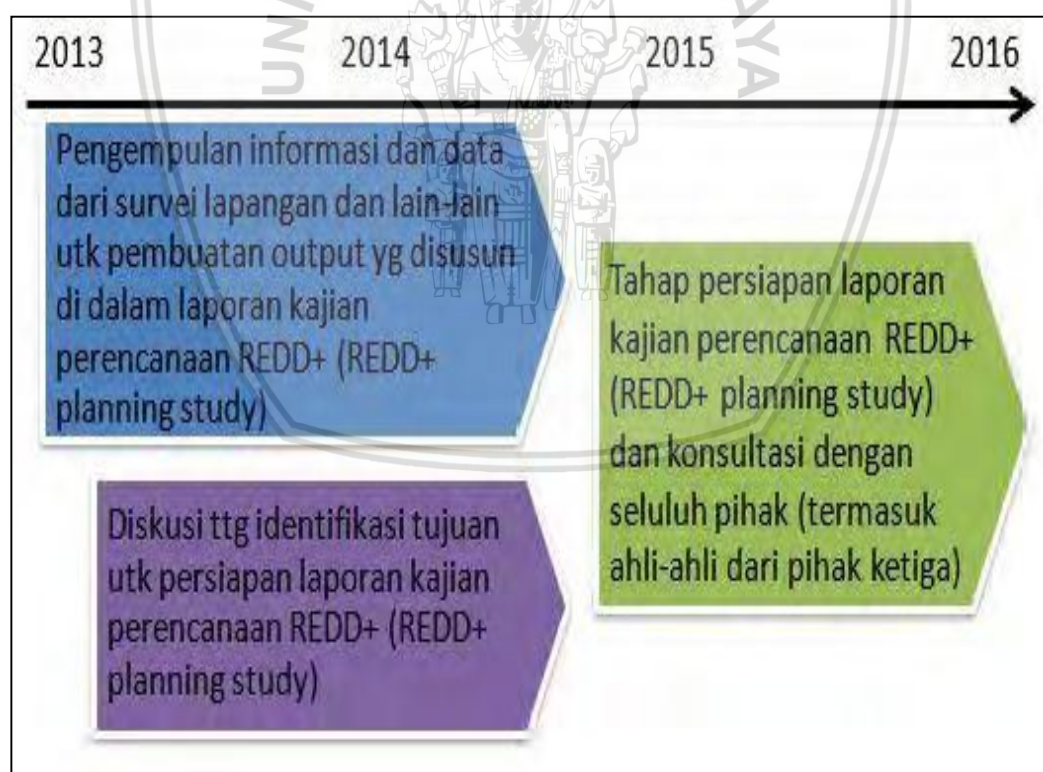 2013 2014 2015 2016
Pengempulan informasi dan data
dari survei lapangan dan lain-lain
utk pembuatan output yg disusun
di dalam laporan kajian
perencanaan REDD+ (REDD+
planning study)
Diskusi ttg identifikasi tujuan
utk persiapan laporan kajian
perencanaan REDD+ (REDD+
planning study)
Tahap persiapan laporan
kajian perencanaan REDD+
(REDD+ planning study)
dan konsultasi dengan
seluluh pihak (termasuk
ahli-ahli dari pihak ketiga)
UN
AYA